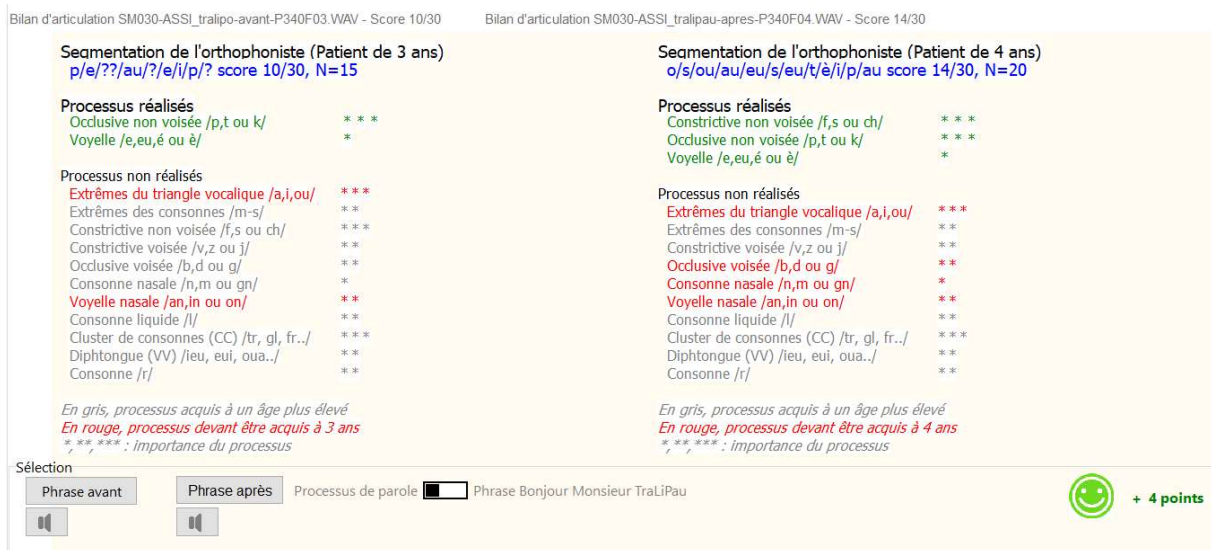 Bilan d'articulation SM030-ASSI_tralipo-avant-P340F03.WAV - Score 10/30
Bilan d'articulation SM030-ASSI_tralipau-apres-P340F04.WAV - Score 14/30
Segmentation de l'orthophoniste (Patient de 3 ans)
p/e/??/au/?/e/i/p/? score 10/30, N=15
Processus réalisés
Occlusive non voisée /p,t ou k/ * * *
Voyelle /e,eu,é ou è/ *
Processus non réalisés
Extrêmes du triangle vocalique /a,i,ou/ * * *
Extrêmes des consonnes /m-s/ * *
Constrictive non voisée /f,s ou ch/ * * *
Constrictive voisée /v,z ou j/ * *
Occlusive voisée /b,d ou g/ * *
Consonne nasale /n,m ou gn/ *
Voyelle nasale /an,in ou on/ * *
Consonne liquide /l/ * *
Cluster de consonnes (CC) /tr, gl, fr../ * * *
Diphtongue (VV) /ieu, eui, oua../ * *
Consonne /r/ * *
En gris, processus acquis à un âge plus élevé
En rouge, processus devant être acquis à 3 ans
*,**,*** : importance du processus
Segmentation de l'orthophoniste (Patient de 4 ans)
o/s/ou/au/eu/s/eu/t/è/i/p/au score 14/30, N=20
Processus réalisés
Constrictive non voisée /f,s ou ch/ * * *
Occlusive non voisée /p,t ou k/ * * *
Voyelle /e,eu,é ou è/ *
Processus non réalisés
Extrêmes du triangle vocalique /a,i,ou/ * * *
Extrêmes des consonnes /m-s/ * *
Constrictive voisée /v,z ou j/ * *
Occlusive voisée /b,d ou g/ * *
Consonne nasale /n,m ou gn/ *
Voyelle nasale /an,in ou on/ * *
Consonne liquide /l/ * *
Cluster de consonnes (CC) /tr, gl, fr../ * * *
Diphtongue (VV) /ieu, eui, oua../ * *
Consonne /r/ * *
En gris, processus acquis à un âge plus élevé
En rouge, processus devant être acquis à 4 ans
*,**,*** : importance du processus
Sélection
Phrase avant
Phrase après
Processus de parole
Phrase Bonjour Monsieur TraLiPau
+ 4 points